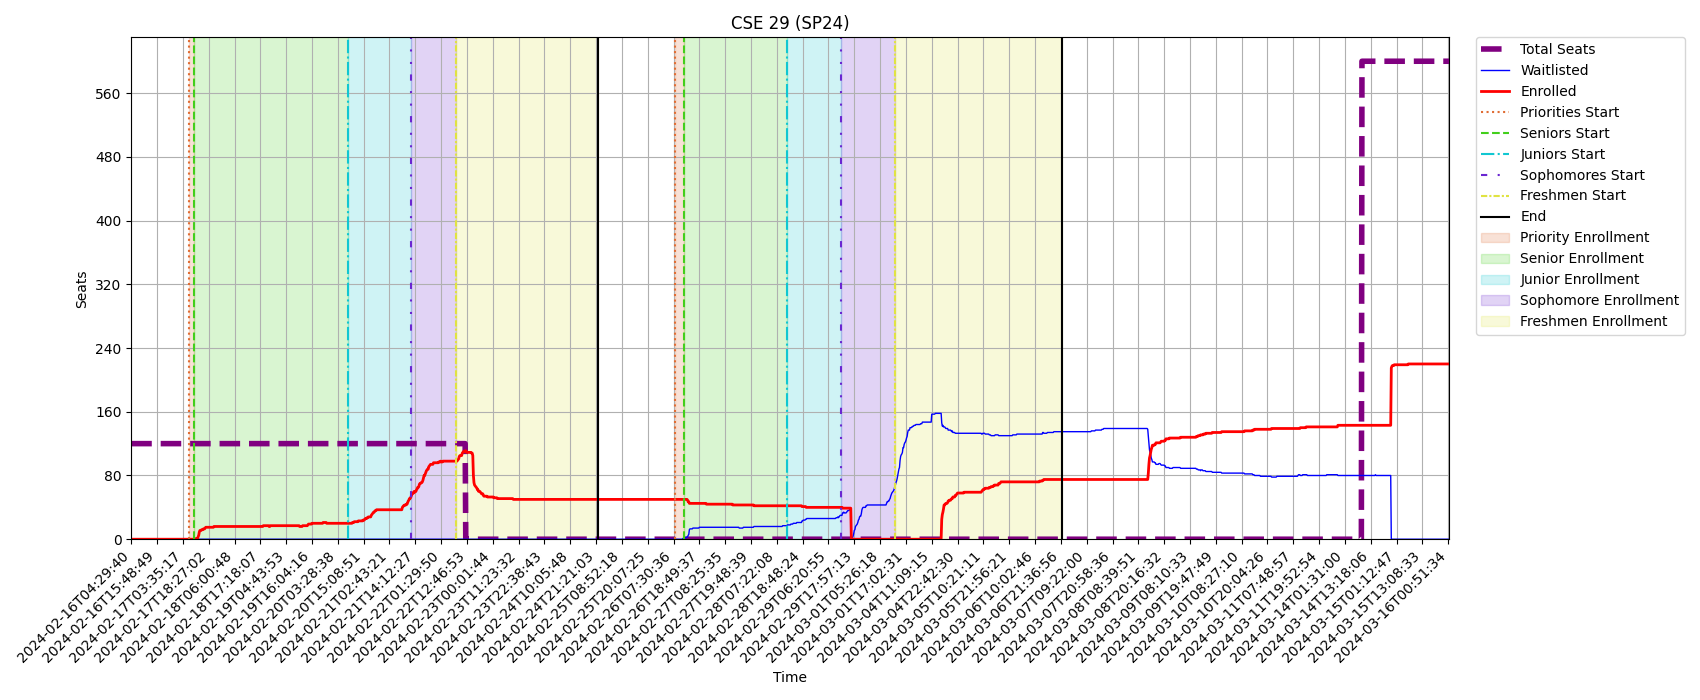 CSE 29 (SP24)
Seats
560
480
400
320
240
160
80
0
2024-02-16T04:29:40
2024-02-16T15:48:49
2024-02-17T03:35:17
2024-02-17T18:27:02
2024-02-18T06:00:48
2024-02-18T17:18:07
2024-02-19T04:43:53
2024-02-19T16:04:16
2024-02-20T03:28:38
2024-02-20T15:08:51
2024-02-21T02:43:21
2024-02-21T14:12:27
2024-02-22T01:29:50
2024-02-22T12:46:53
2024-02-23T00:01:44
2024-02-23T11:23:32
2024-02-23T22:38:43
2024-02-24T10:05:48
2024-02-24T21:21:03
2024-02-25T08:52:18
2024-02-25T20:07:25
2024-02-26T07:30:36
2024-02-26T18:49:37
2024-02-27T08:25:35
2024-02-27T19:48:39
2024-02-28T07:22:08
2024-02-28T18:48:24
2024-02-29T06:20:55
2024-02-29T17:57:13
2024-03-01T05:26:18
2024-03-01T17:02:31
2024-03-04T11:09:15
2024-03-04T22:42:30
2024-03-05T10:21:11
2024-03-05T21:56:21
2024-03-06T10:02:46
2024-03-06T21:36:50
2024-03-07T09:22:00
2024-03-07T20:58:36
2024-03-08T08:39:51
2024-03-08T20:16:32
2024-03-09T08:10:33
2024-03-09T19:47:49
2024-03-10T08:27:10
2024-03-10T20:04:26
2024-03-11T07:48:57
2024-03-11T19:52:54
2024-03-14T01:31:00
2024-03-14T13:18:06
2024-03-15T01:12:47
2024-03-15T13:08:33
2024-03-16T00:51:34
Time
Total Seats
Waitlisted
Enrolled
Priorities Start
Seniors Start
Juniors Start
Sophomores Start
Freshmen Start
End
Priority Enrollment
Senior Enrollment
Junior Enrollment
Sophomore Enrollment
Freshmen Enrollment